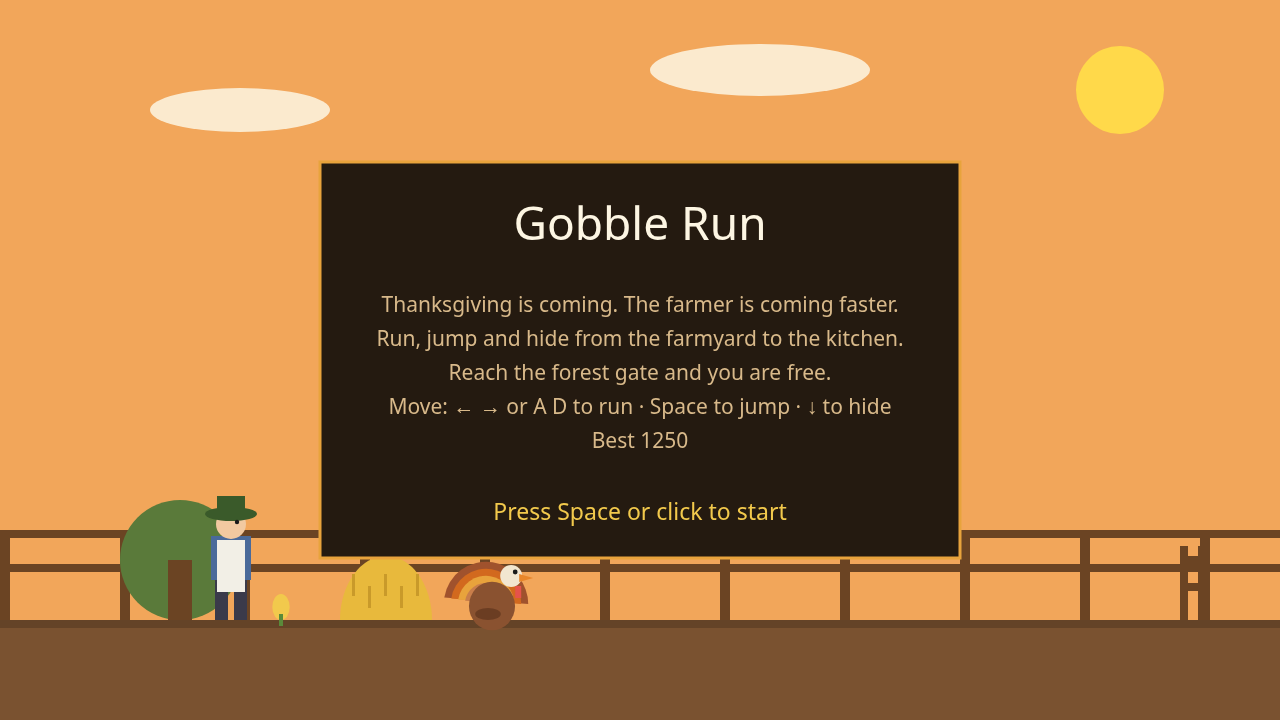 Gobble Run
Thanksgiving is coming. The farmer is coming faster.
Run, jump and hide from the farmyard to the kitchen.
Reach the forest gate and you are free.
Move: ← → or A D to run · Space to jump · ↓ to hide
Best 1250
Press Space or click to start